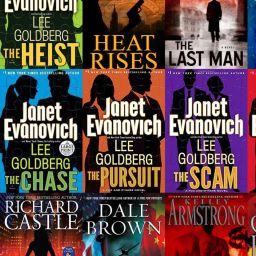 Evanovich
LEE
GOLDBERG
THE HEIST
HEAT
RISES
THE
LAST MAN
Janet
Evanovich
LEE
GOLDBERG
THE CHASE
Janet
Evanovich
LEE
GOLDBERG
THE PURSUIT
Janet
Evanovich
LEE
GOLDBERG
THE SCAM
RICHARD
CASTLE
DALE
BROWN
KELLEY
ARMSTRONG